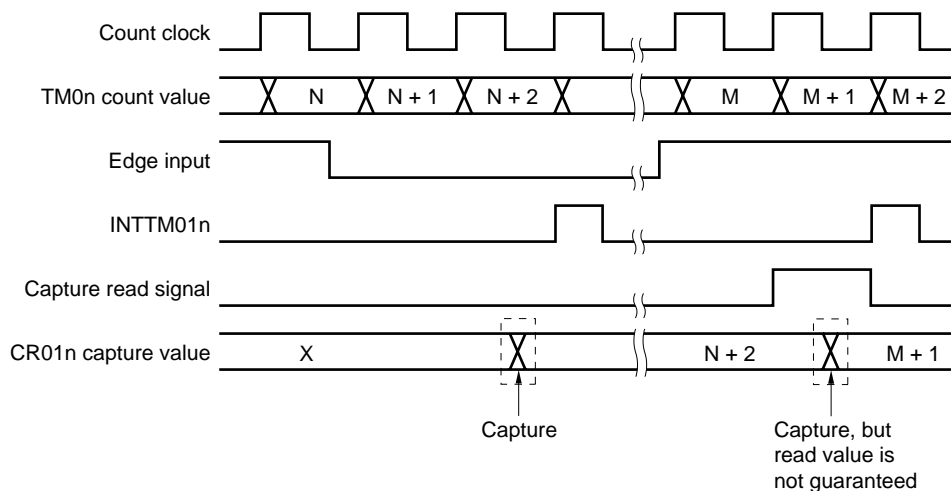 Count clock
TM0n count value
N
N + 1
N + 2
M
M + 1
M + 2
Edge input
INTTM01n
Capture read signal
CR01n capture value
X
N + 2
M + 1
Capture
Capture, but
read value is
not guaranteed